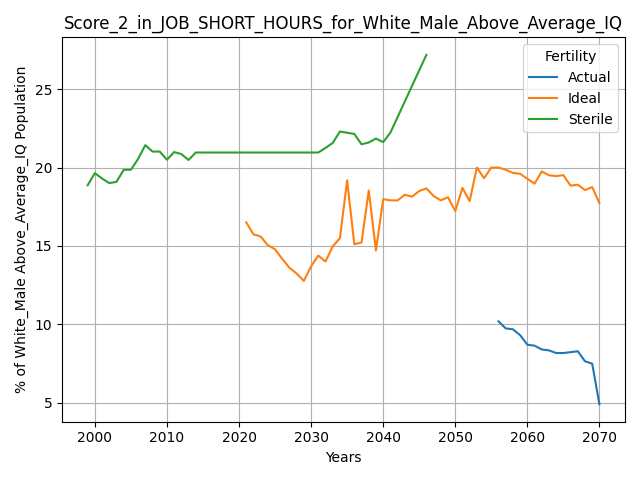 Score_2_in_JOB_SHORT_HOURS_for_White_Male_Above_Average_IQ
% of White_Male Above_Average_IQ Population
25
20
15
10
5
Fertility
Actual
Ideal
Sterile
2000 2010 2020 2030 2040 2050 2060 2070
Years